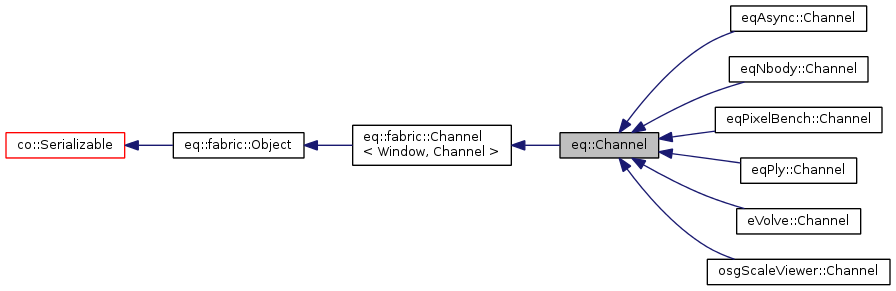 eqAsync::Channel
eqNbody::Channel
eqPixelBench::Channel
co::Serializable
eq::fabric::Object
eq::fabric::Channel
< Window, Channel >
eq::Channel
eqPly::Channel
eVolve::Channel
osgScaleViewer::Channel